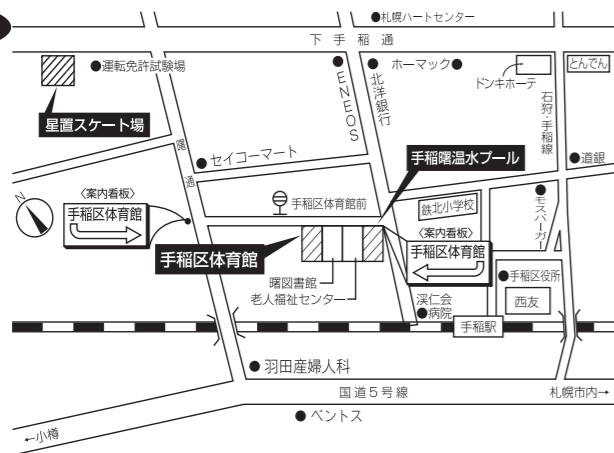 札幌ハートセンター
下手稲通
運転免許試験場
ENEOS
北洋銀行
ホーマック
ドンキホーテ
石狩・手稲線
とんでん
星置スケート場
曙通
セイコーマート
手稲曙温水プール
道銀
N
〈案内看板〉
手稲区体育館
手稲区体育館前
鉄北小学校
モスバーガー
手稲区体育館
〈案内看板〉
手稲区体育館
曙図書館
老人福祉センター
渓仁会
病院
手稲区役所
西友
手稲駅
羽田産婦人科
国道5号線
札幌市内→
←小樽
ベントス